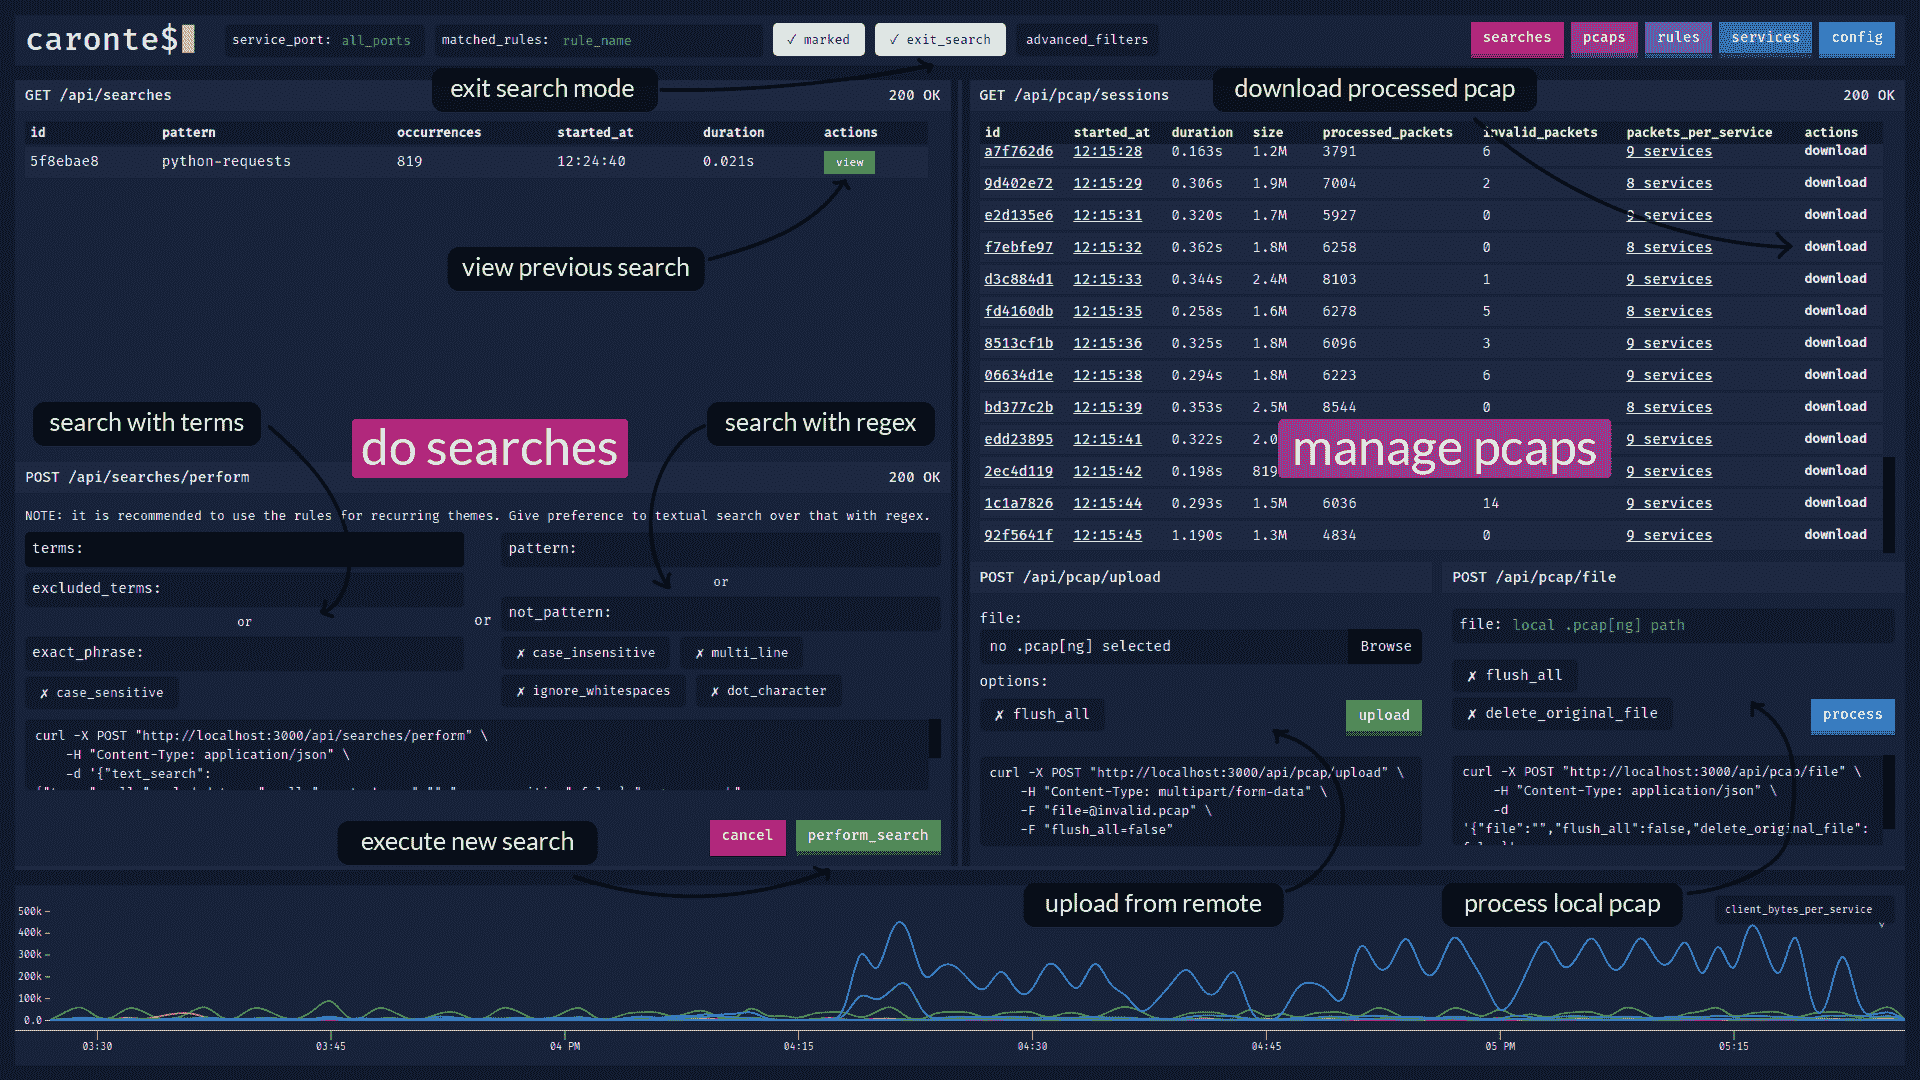 caronte$
service_port: all_ports
matched_rules: rule_name
✓ marked
✓ exit_search
advanced_filters
searches
pcaps
rules
services
config
exit search mode
download processed pcap
GET /api/searches 200 OK
id pattern occurrences started_at duration actions
5f8ebae8 python-requests 819 12:24:40 0.021s view
view previous search
search with terms
do searches
search with regex
POST /api/searches/perform 200 OK
NOTE: it is recommended to use the rules for recurring themes. Give preference to textual search over that with regex.
terms:
excluded_terms:
or
exact_phrase:
✗ case_sensitive
or
pattern:
or
not_pattern:
✗ case_insensitive ✗ multi_line
✗ ignore_whitespaces ✗ dot_character
curl -X POST "http://localhost:3000/api/searches/perform" \
-H "Content-Type: application/json" \
-d '{"text_search":
execute new search
cancel
perform_search
GET /api/pcap/sessions 200 OK
id started_at duration size processed_packets invalid_packets packets_per_service actions
a7f762d6 12:15:28 0.163s 1.2M 3791 6 9 services download
9d402e72 12:15:29 0.306s 1.9M 7004 2 8 services download
e2d135e6 12:15:31 0.320s 1.7M 5927 0 9 services download
f7ebfe97 12:15:32 0.362s 1.8M 6258 0 8 services download
d3c884d1 12:15:33 0.344s 2.4M 8103 1 9 services download
fd4160db 12:15:35 0.258s 1.6M 6278 5 8 services download
8513cf1b 12:15:36 0.325s 1.8M 6096 3 9 services download
06634d1e 12:15:38 0.294s 1.8M 6223 6 9 services download
bd377c2b 12:15:39 0.353s 2.5M 8544 0 8 services download
edd23895 12:15:41 0.322s 2.0 9 services download
2ec4d119 12:15:42 0.198s 819 9 services download
1c1a7826 12:15:44 0.293s 1.5M 6036 14 9 services download
92f5641f 12:15:45 1.190s 1.3M 4834 0 9 services download
manage pcaps
POST /api/pcap/upload
file:
no .pcap[ng] selected Browse
options:
✗ flush_all
upload
curl -X POST "http://localhost:3000/api/pcap/upload" \
-H "Content-Type: multipart/form-data" \
-F "file=@invalid.pcap" \
-F "flush_all=false"
upload from remote
POST /api/pcap/file
file: local .pcap[ng] path
✗ flush_all
✗ delete_original_file
process
curl -X POST "http://localhost:3000/api/pcap/file" \
-H "Content-Type: application/json" \
-d
'{"file":"","flush_all":false,"delete_original_file":
process local pcap
client_bytes_per_service
500k
400k
300k
200k
100k
0.0
03:30 03:45 04 PM 04:15 04:30 04:45 05 PM 05:15